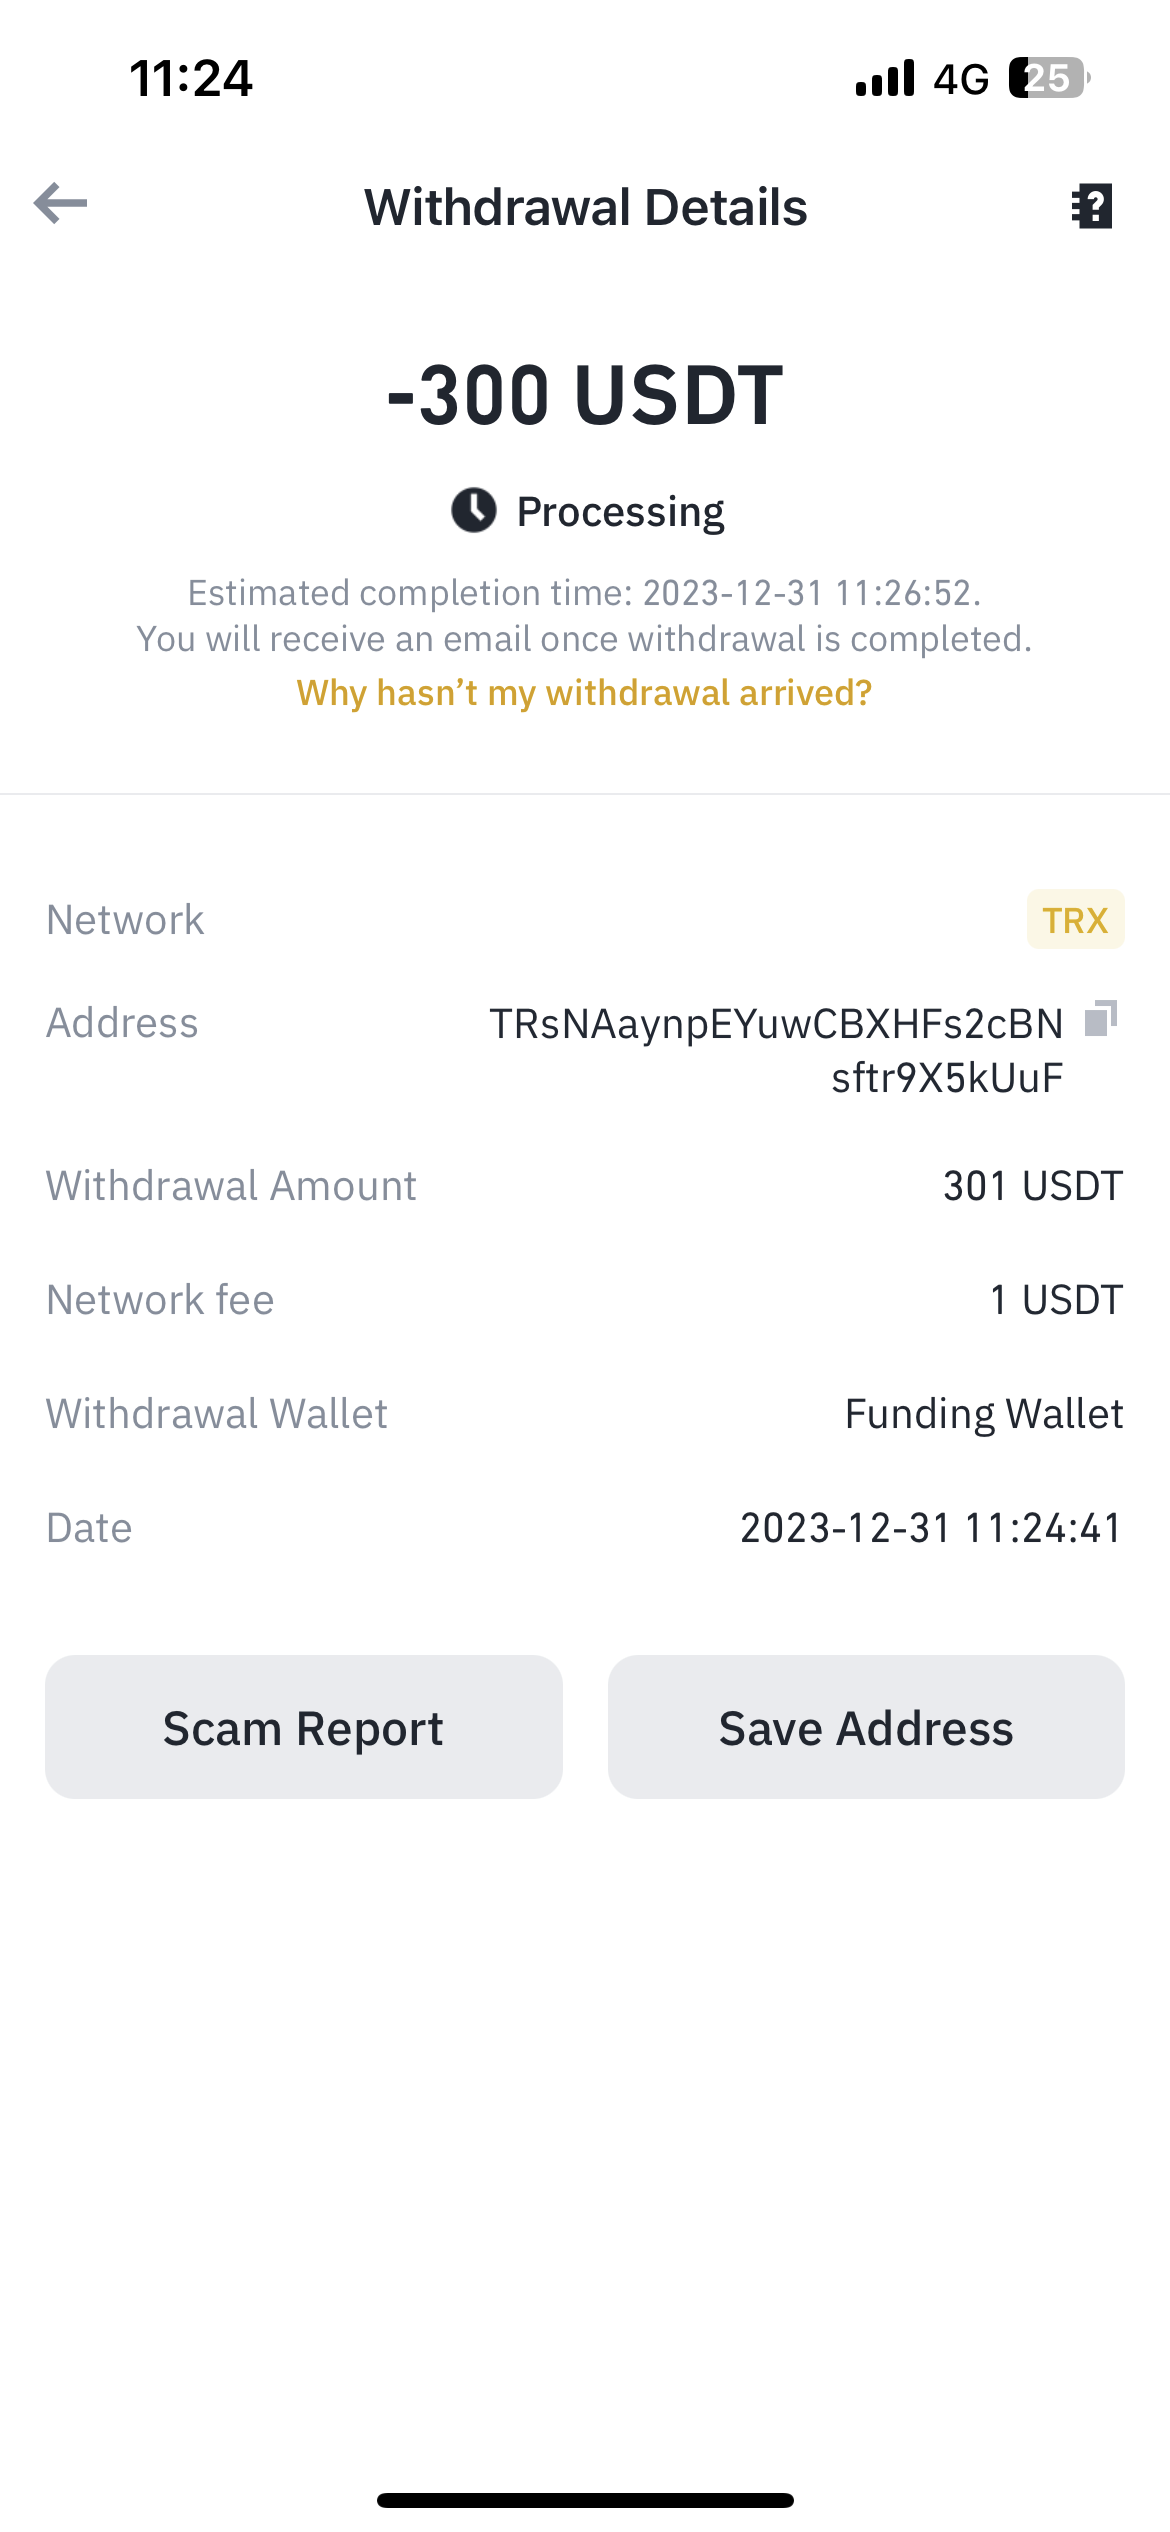 11:24
4G 25
Withdrawal Details
-300 USDT
Processing
Estimated completion time: 2023-12-31 11:26:52.
You will receive an email once withdrawal is completed.
Why hasn’t my withdrawal arrived?
Network TRX
Address TRsNAaynpEYuwCBXHFs2cBN
sftr9X5kUuF
Withdrawal Amount 301 USDT
Network fee 1 USDT
Withdrawal Wallet Funding Wallet
Date 2023-12-31 11:24:41
Scam Report Save Address